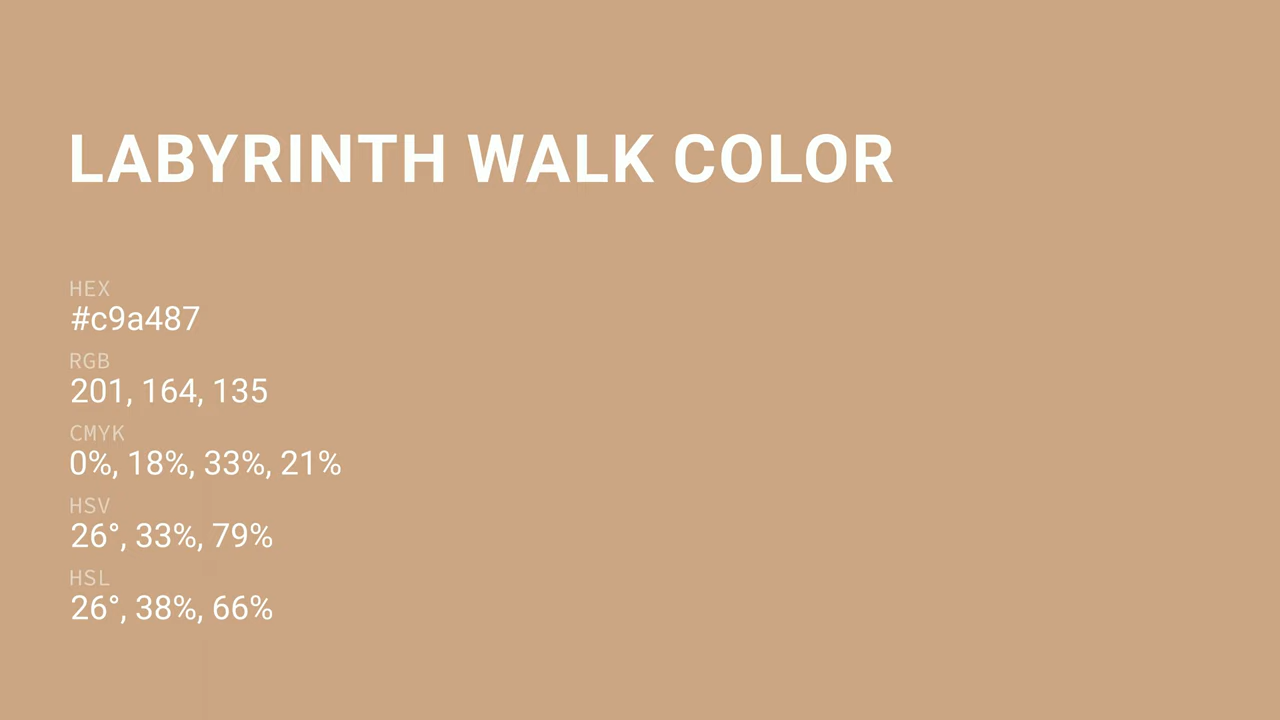 LABYRINTH WALK COLOR
HEX
#c9a487
RGB
201, 164, 135
CMYK
0%, 18%, 33%, 21%
HSV
26°, 33%, 79%
HSL
26°, 38%, 66%